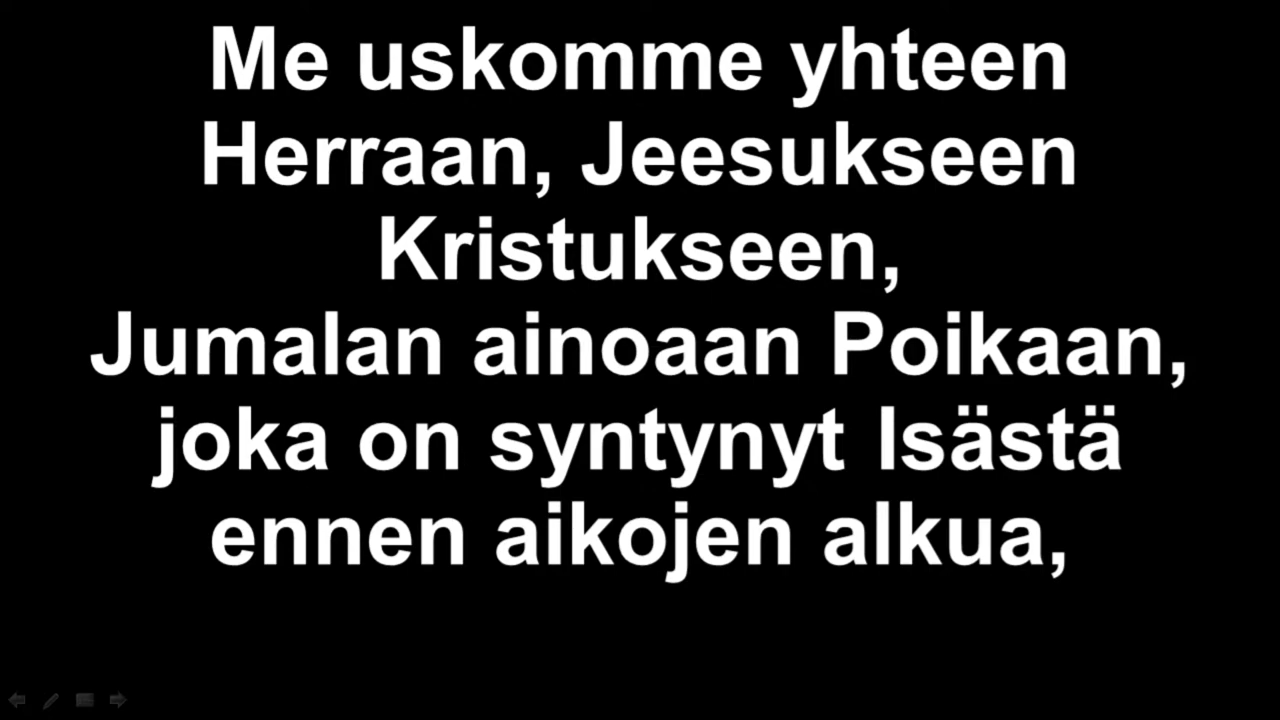 Me uskomme yhteen
Herraan, Jeesukseen
Kristukseen,
Jumalan ainoaan Poikaan,
joka on syntynyt Isästä
ennen aikojen alkua,